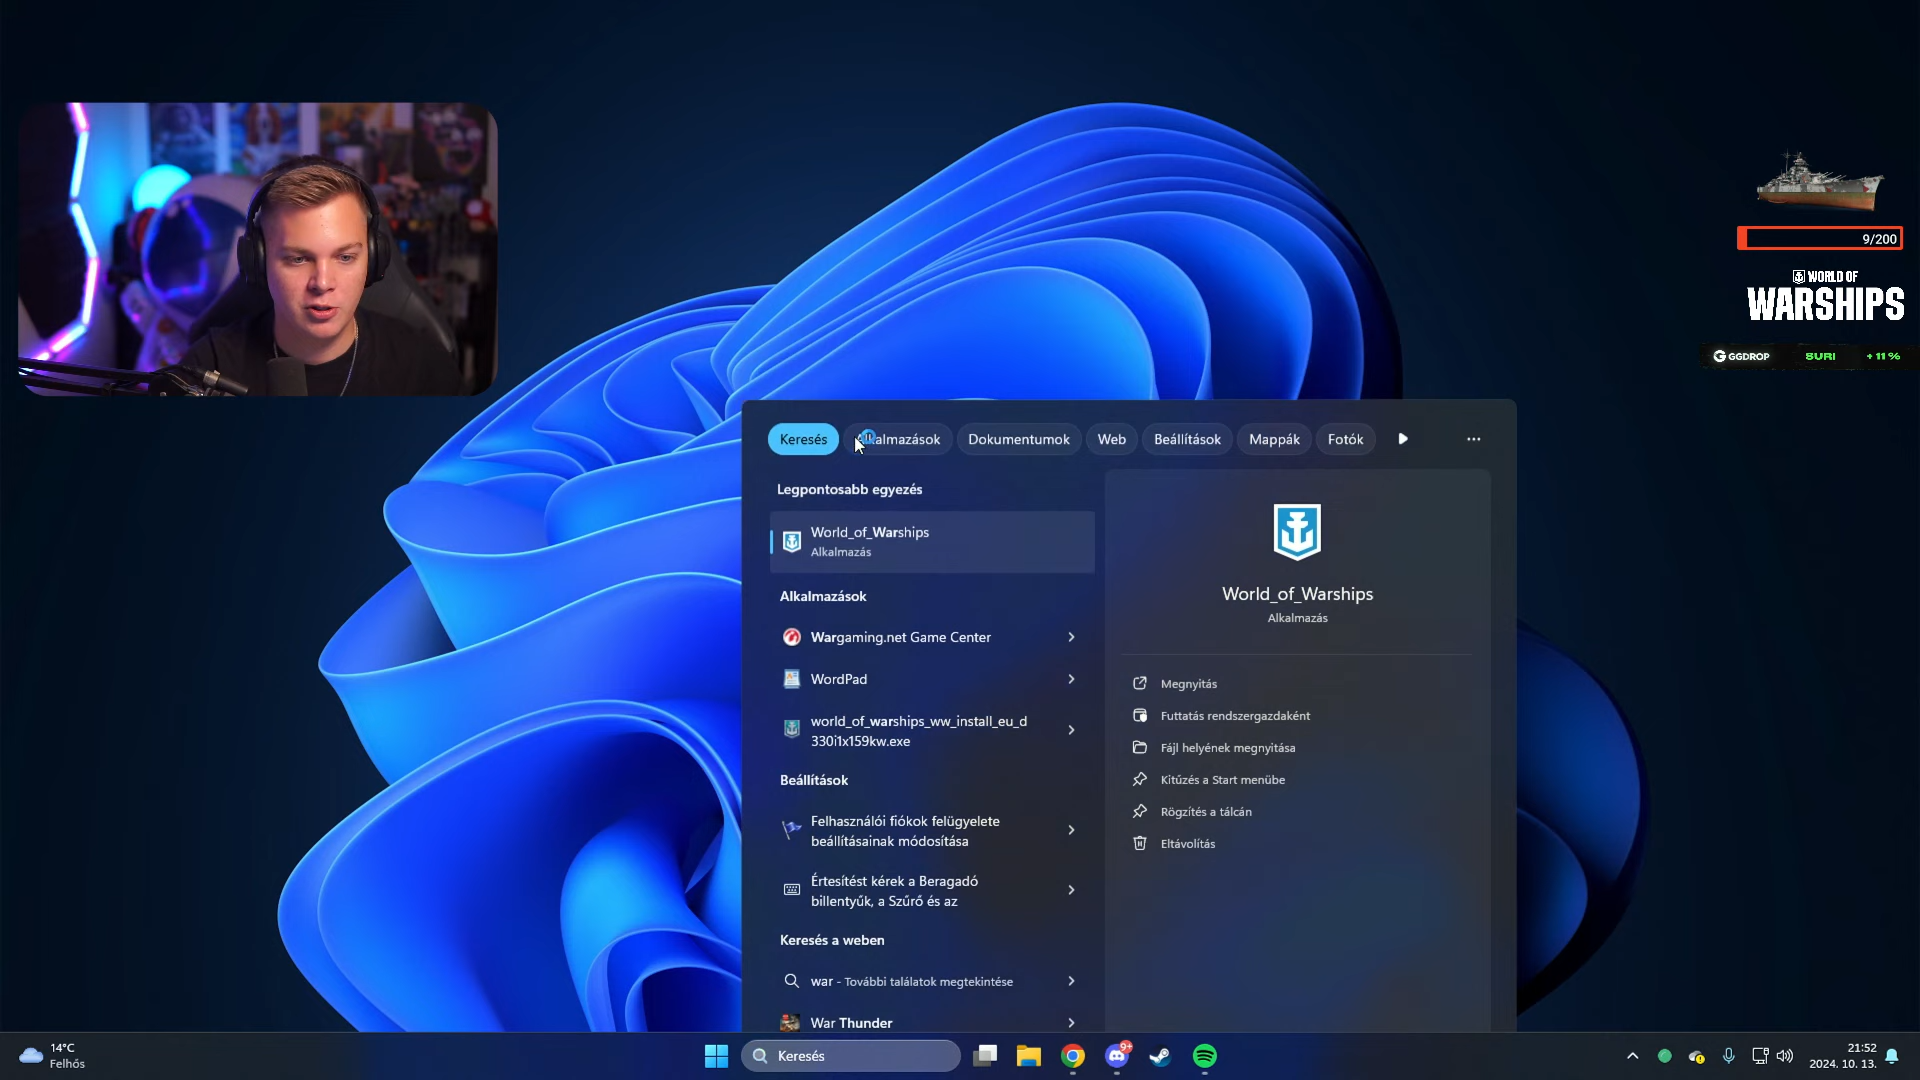 9/200
WORLD OF
WARSHIPS
GGDROP SURI +11%
Keresés
Dokumentumok
Web
Beállítások
Mappák
Fotók
Legpontosabb egyezés
World_of_Warships
Alkalmazás
Alkalmazások
Wargaming.net Game Center
WordPad
world_of_warships_ww_install_eu_d
330i1x159kw.exe
Beállítások
Felhasználói fiókok felügyelete
beállításainak módosítása
Értesítést kérek a Beragadó
billentyűk, a Szűrő és az
Keresés a weben
war - További találatok megtekintése
War Thunder
World_of_Warships
Alkalmazás
Megnyitás
Futtatás rendszergazdaként
Fájl helyének megnyitása
Kitűzés a Start menübe
Rögzítés a tálcán
Eltávolítás
14°C
Felhős
Keresés
9+
21:52
2024. 10. 13.